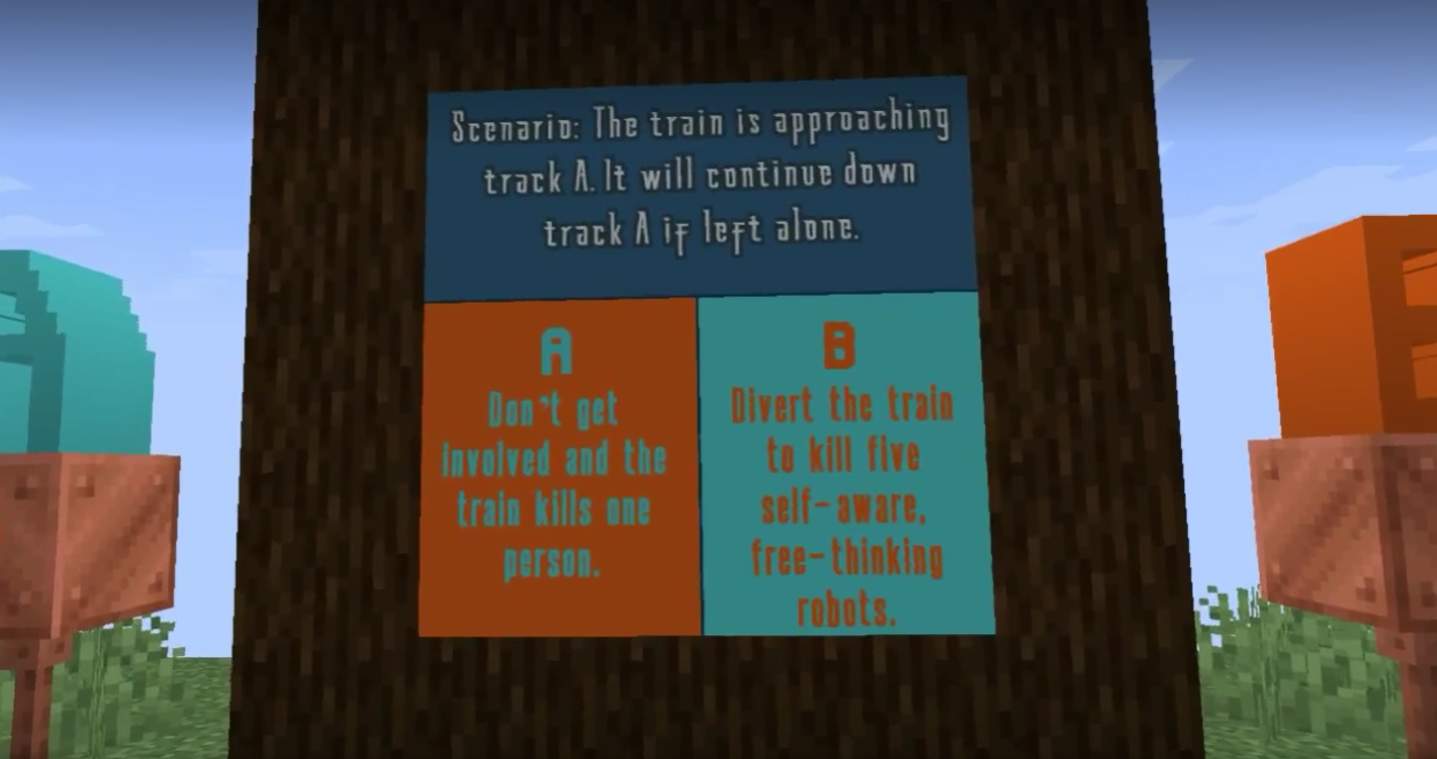 Scenario: The train is approaching
track A. It will continue down
track A if left alone.
A
Don't get
involved and the
train kills one
person.
B
Divert the train
to kill five
self-aware,
free-thinking
robots.